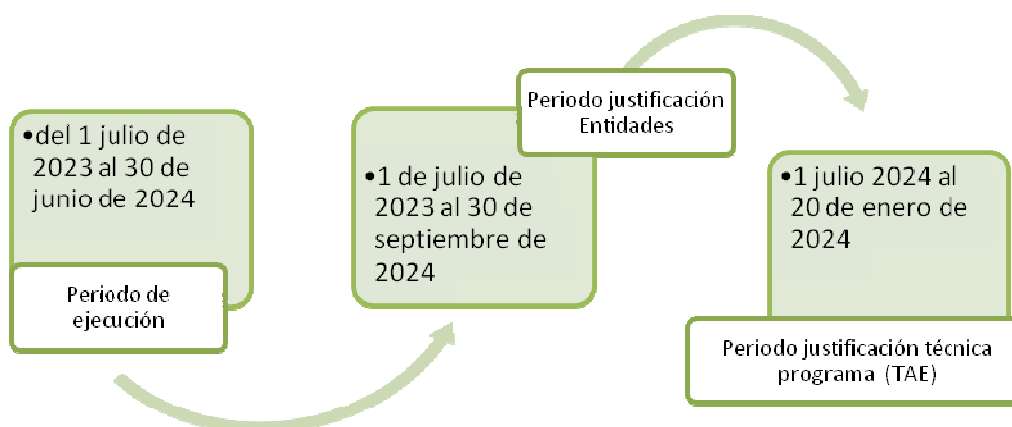 •del 1 julio de
2023 al 30 de
junio de 2024
Periodo de
ejecución
Periodo justificación
Entidades
•1 de julio de
2023 al 30 de
septiembre de
2024
•1 julio 2024 al
20 de enero de
2024
Periodo justificación técnica
programa (TAE)